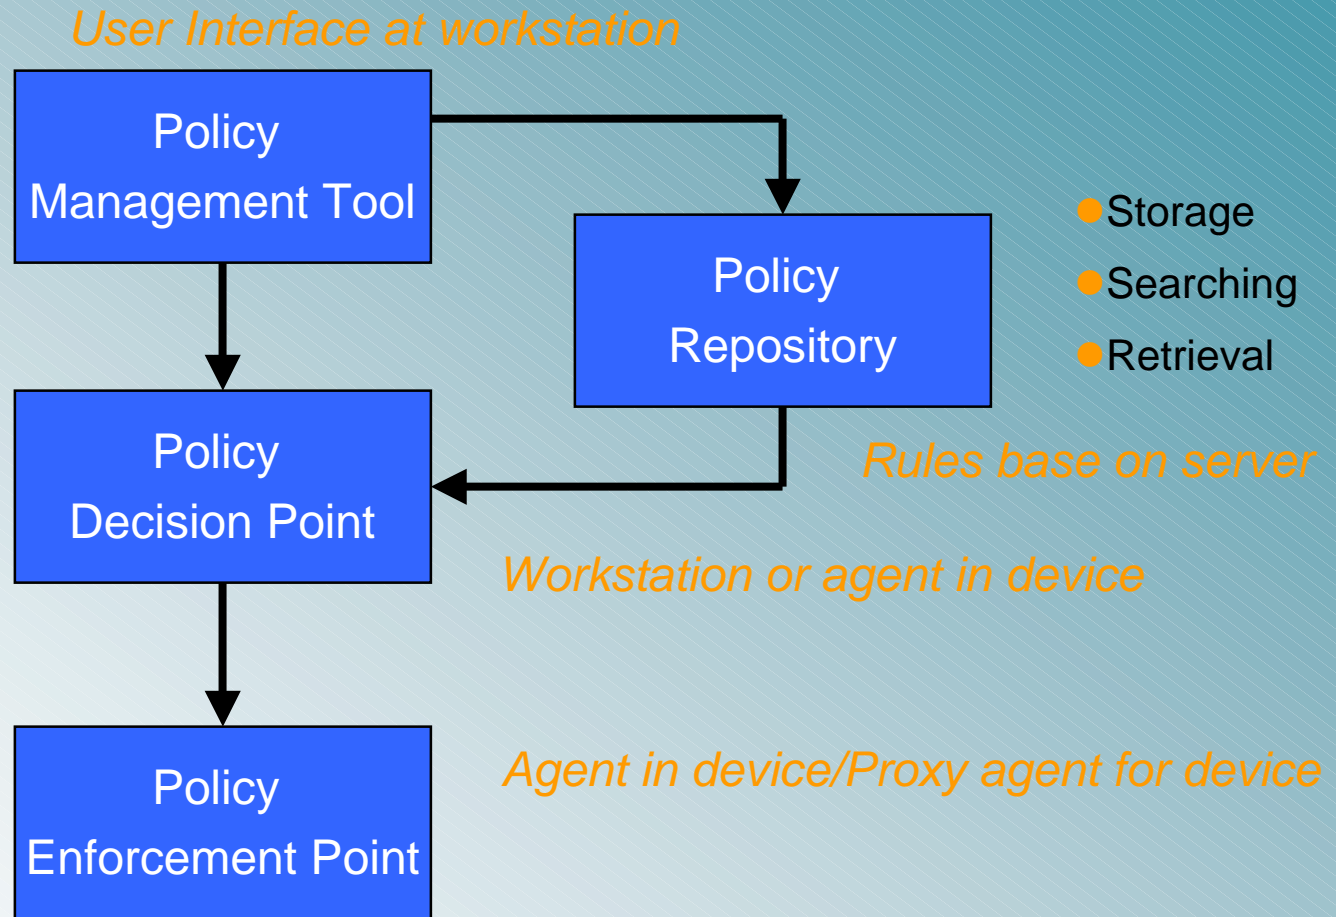 User Interface at workstation
Policy
Management Tool
Policy
Repository
Storage
Searching
Retrieval
Rules base on server
Policy
Decision Point
Workstation or agent in device
Policy
Enforcement Point
Agent in device/Proxy agent for device